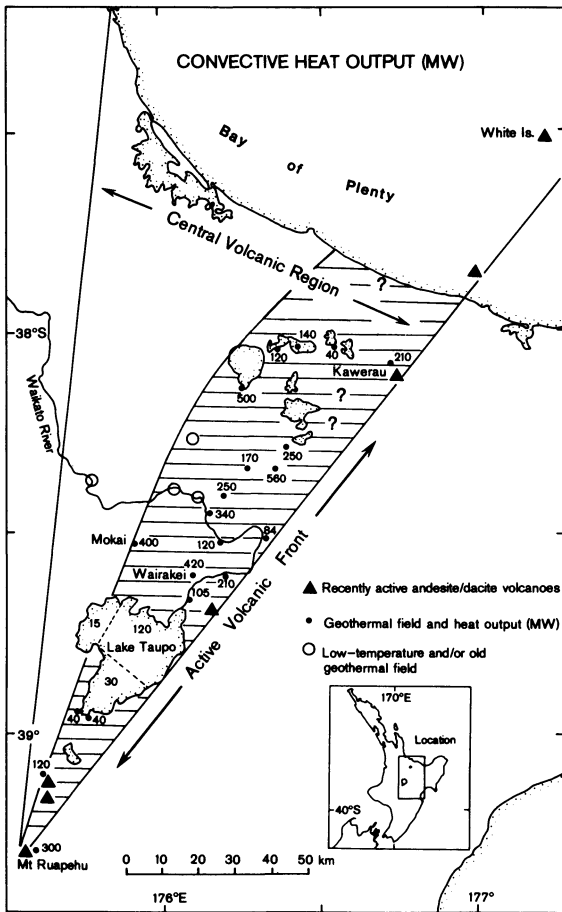 CONVECTIVE HEAT OUTPUT (MW)
White Is.
Bay
of
Plenty
Central Volcanic Region
?
38°S
140
120
40
210
Kawerau
500
?
?
Waikato River
250
170
560
250
340
84
Mokai
400
120
Wairakei
420
210
105
Active Volcanic Front
15
120
Lake Taupo
30
40
40
39°
120
300
Mt Ruapehu
Recently active andesite/dacite volcanoes
Geothermal field and heat output (MW)
Low-temperature and/or old
geothermal field
170°E
Location
40°S
0 10 20 30 40 50
km
176°E
177°